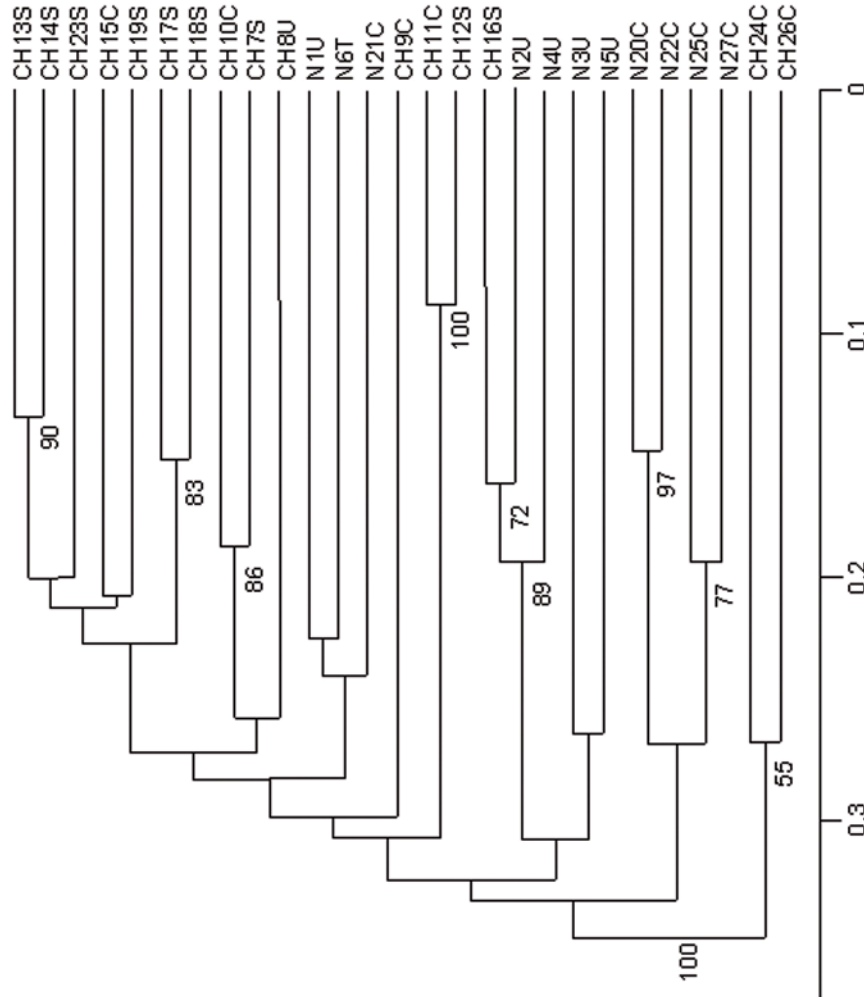 CH13S
CH14S
CH23S
CH15C
CH19S
CH17S
CH18S
CH10C
CH7S
CH8U
N1U
N6T
N21C
CH9C
CH11C
CH12S
CH16S
N2U
N4U
N3U
N5U
N20C
N22C
N25C
N27C
CH24C
CH26C
0
0.1
0.2
0.3
90
83
86
100
72
89
97
77
55
100